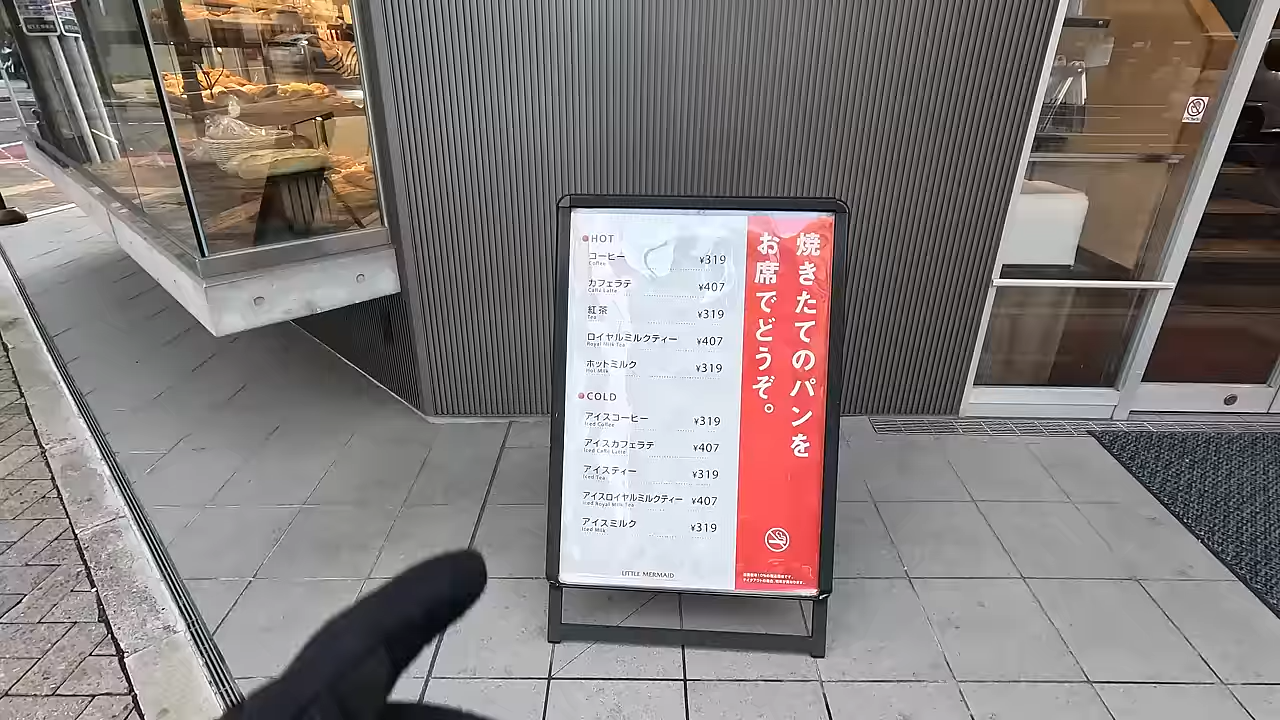 HOT
コーヒー ¥319
Coffee
カフェラテ ¥407
Caffè Latte
紅茶 ¥319
Tea
ロイヤルミルクティー ¥407
Royal Milk Tea
ホットミルク ¥319
Hot Milk
COLD
アイスコーヒー ¥319
Iced Coffee
アイスカフェラテ ¥407
Iced Caffè Latte
アイスティー ¥319
Iced Tea
アイスロイヤルミルクティー ¥407
Iced Royal Milk Tea
アイスミルク ¥319
Iced Milk
LITTLE MERMAID
焼きたてのパンを
お席でどうぞ。